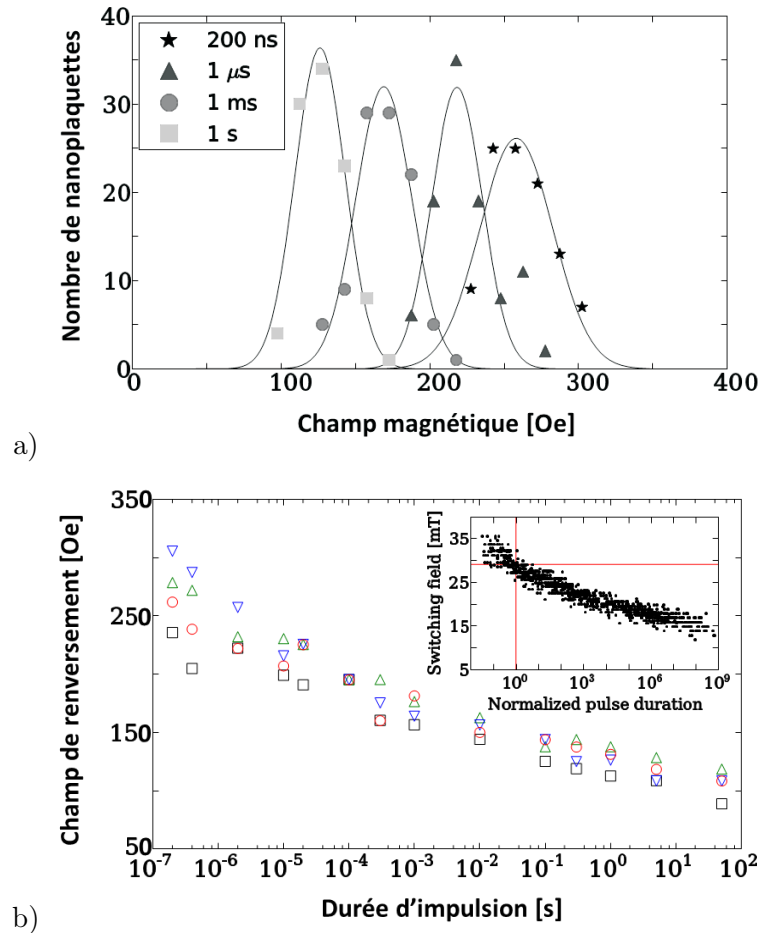 40
30
20
10
0
Nombre de nanoplaquettes
200 ns
1 μs
1 ms
1 s
0 100 200 300 400
Champ magnétique [Oe]
a)
350
250
150
50
Champ de renversement [Oe]
35
29
25
15
5
Switching field [mT]
10⁰ 10³ 10⁶ 10⁹
Normalized pulse duration
10⁻⁷ 10⁻⁶ 10⁻⁵ 10⁻⁴ 10⁻³ 10⁻² 10⁻¹ 10⁰ 10¹ 10²
Durée d’impulsion [s]
b)